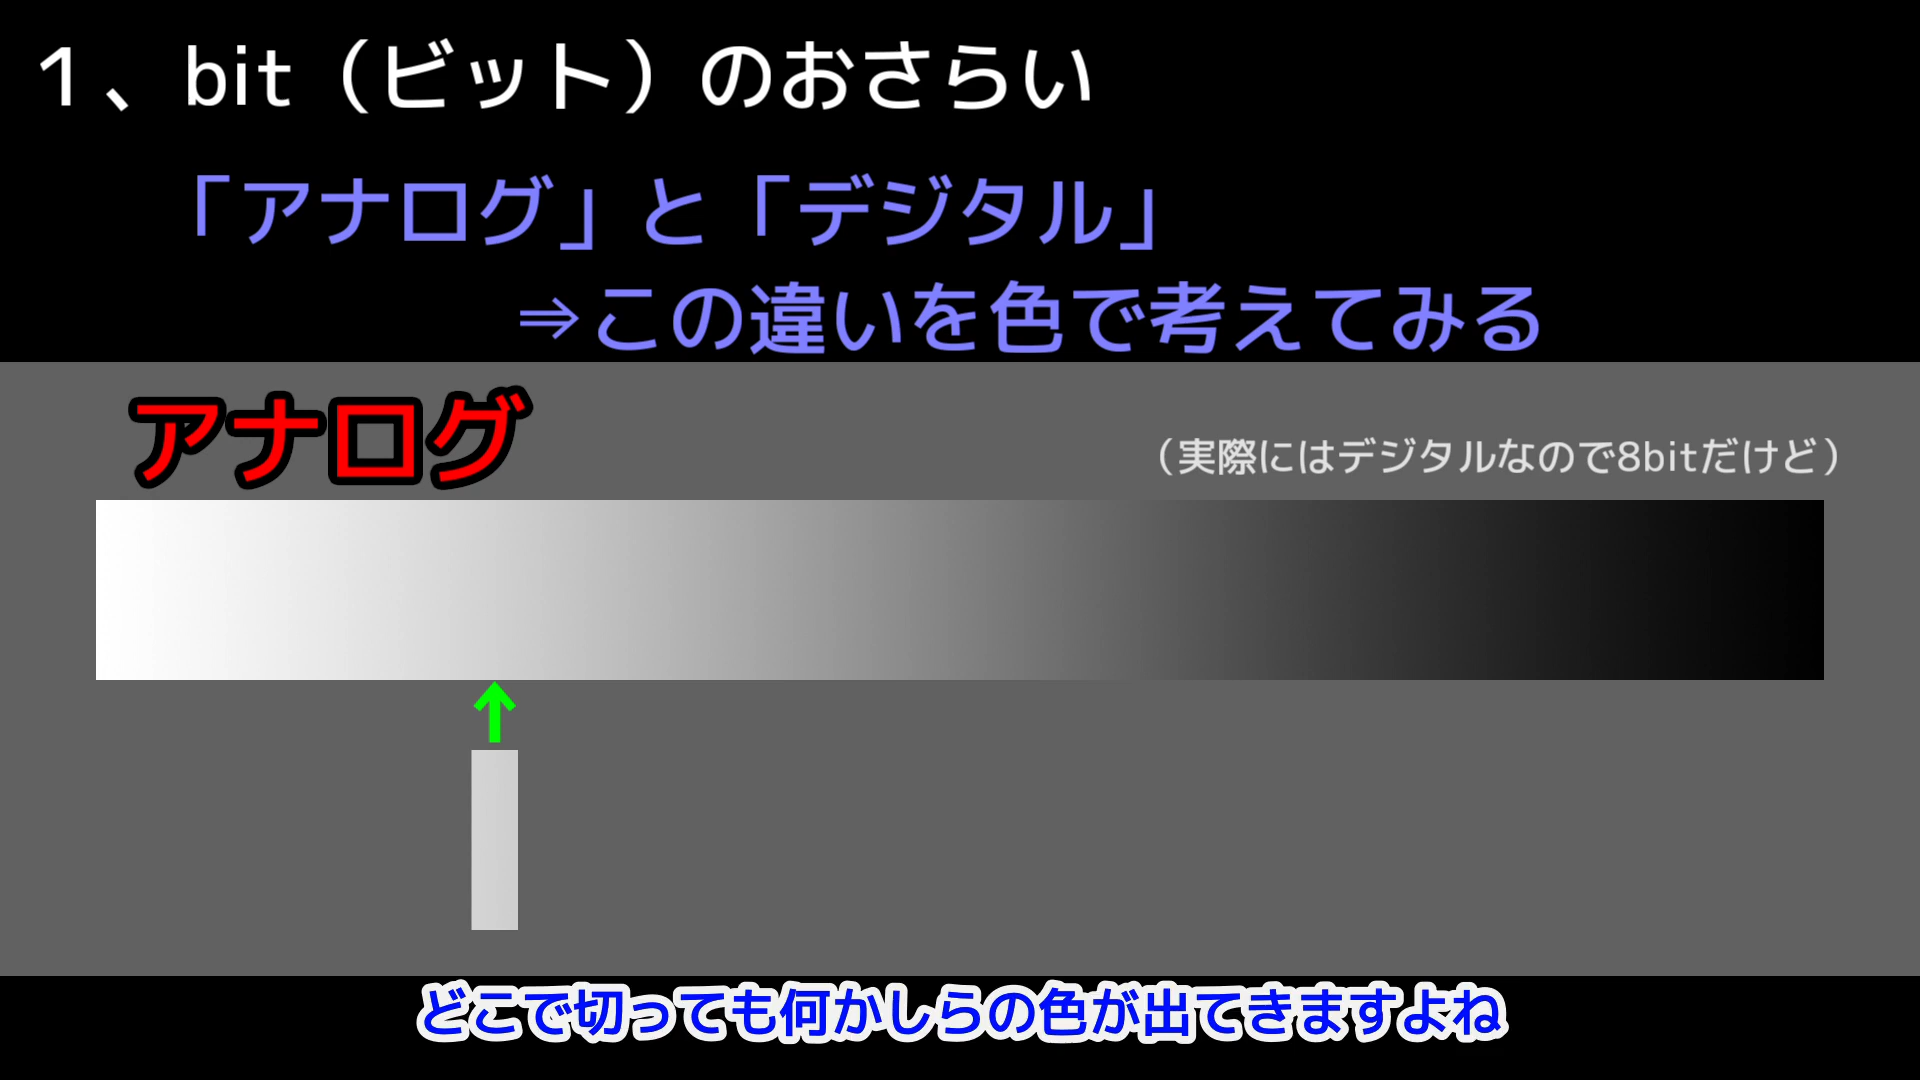 １、bit（ビット）のおさらい
「アナログ」と「デジタル」
⇒この違いを色で考えてみる
アナログ
（実際にはデジタルなので8bitだけど）
どこで切っても何かしらの色が出てきますよね